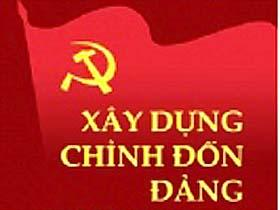 XÂY DỰNG
CHỈNH ĐỐN
ĐẢNG